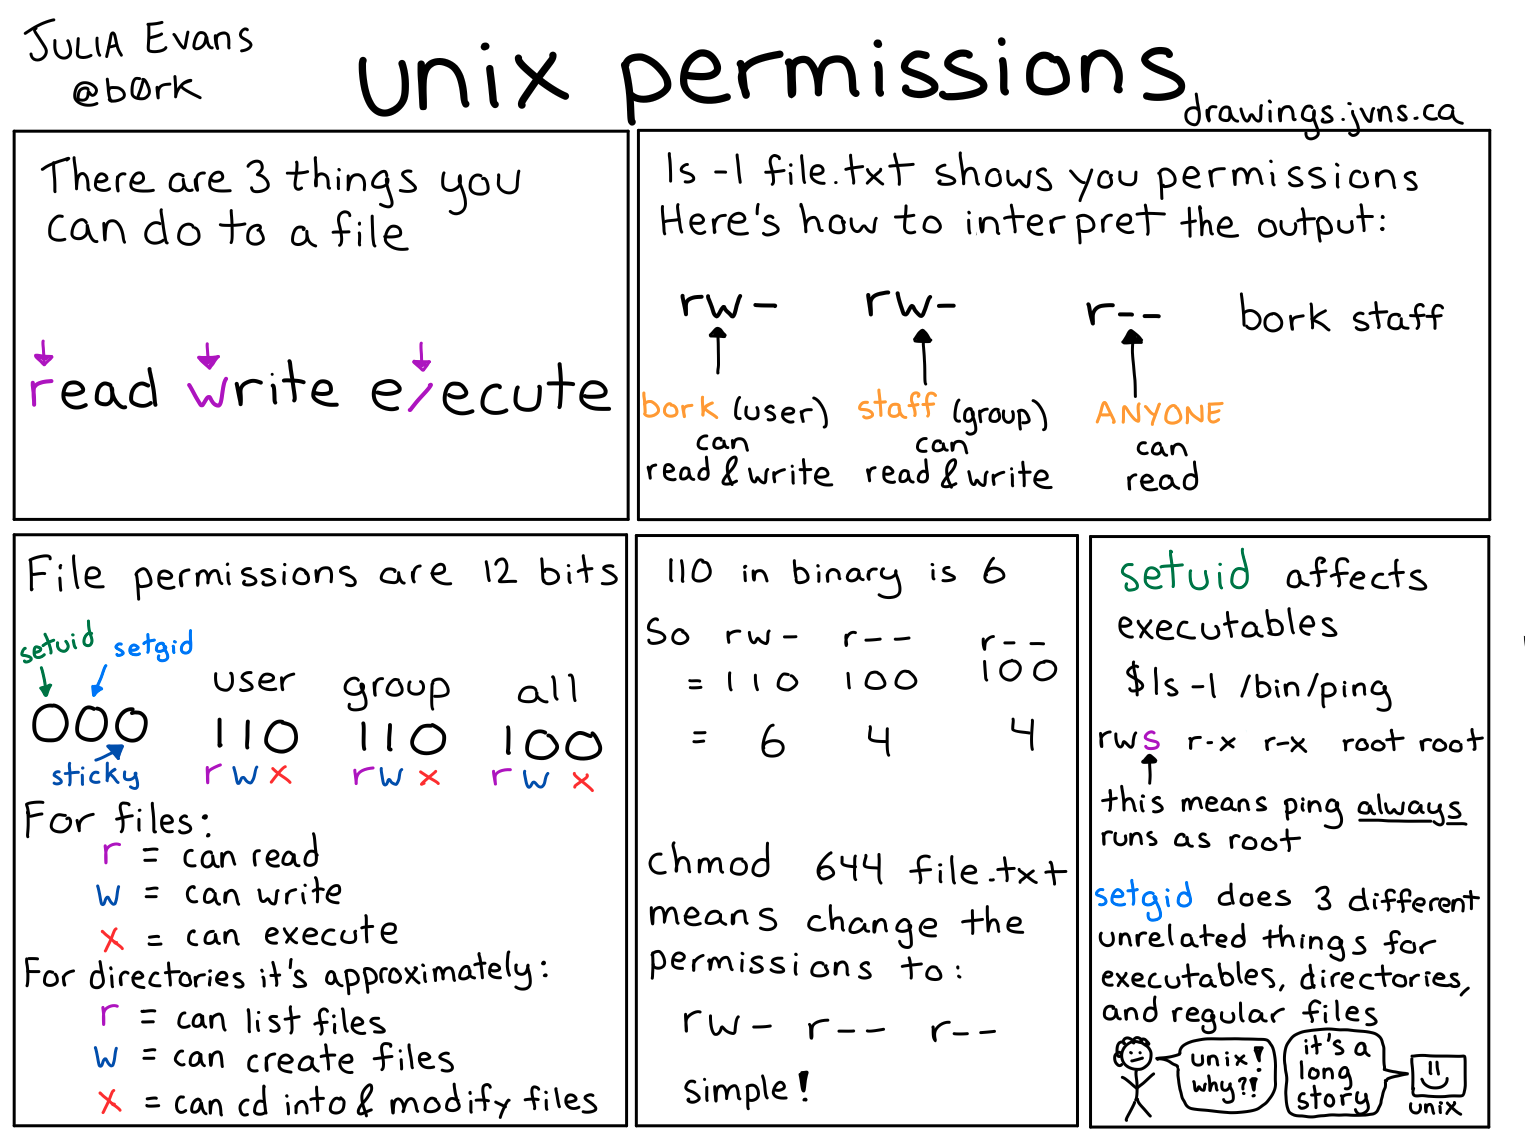 JULIA Evans
@b0rk
unix permissions
drawings.jvns.ca
There are 3 things you
can do to a file
read write execute
ls -l file.txt shows you permissions
Here's how to interpret the output:
rw- rw- r-- bork staff
bork (user) staff (group) ANYONE
can can can
read & write read & write read
File permissions are 12 bits
setuid setgid
user group all
000 110 110 100
sticky rwx rwx rwx
For files:
r = can read
w = can write
x = can execute
For directories it's approximately:
r = can list files
w = can create files
x = can cd into & modify files
110 in binary is 6
So rw- r-- r--
= 110 100 100
= 6 4 4
chmod 644 file.txt
means change the
permissions to:
rw- r-- r--
simple!
setuid affects
executables
$ ls -l /bin/ping
rws r-x r-x root root
this means ping always
runs as root
setgid does 3 different
unrelated things for
executables, directories,
and regular files
unix!
why?!
it's a
long
story
unix